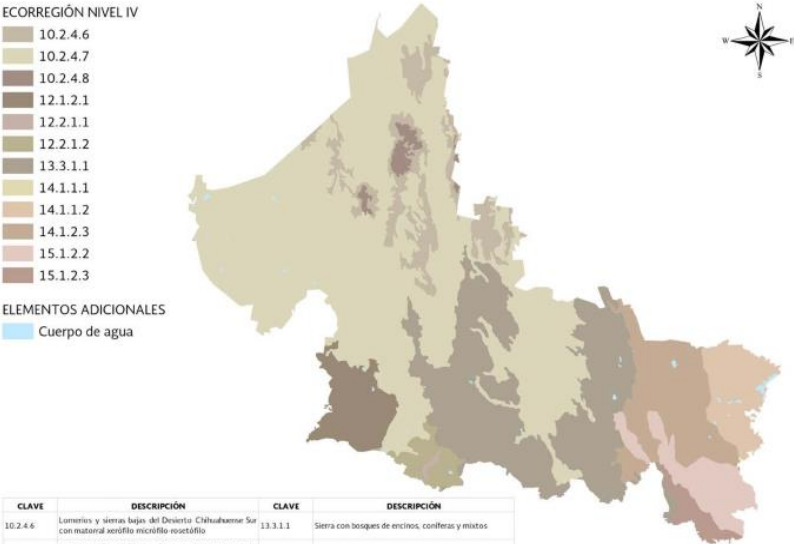 ECORREGIÓN NIVEL IV
10.2.4.6
10.2.4.7
10.2.4.8
12.1.2.1
12.2.1.1
12.2.1.2
13.3.1.1
14.1.1.1
14.1.1.2
14.1.2.3
15.1.2.2
15.1.2.3
ELEMENTOS ADICIONALES
Cuerpo de agua
N
W E
S
CLAVE DESCRIPCIÓN CLAVE DESCRIPCIÓN
10.2.4.6 Lomeríos y sierras bajas del Desierto Chihuahuense Sur 13.3.1.1 Sierra con bosques de encinos, coníferas y mixtos
con matorral xerófilo micrófilo-rosetófilo